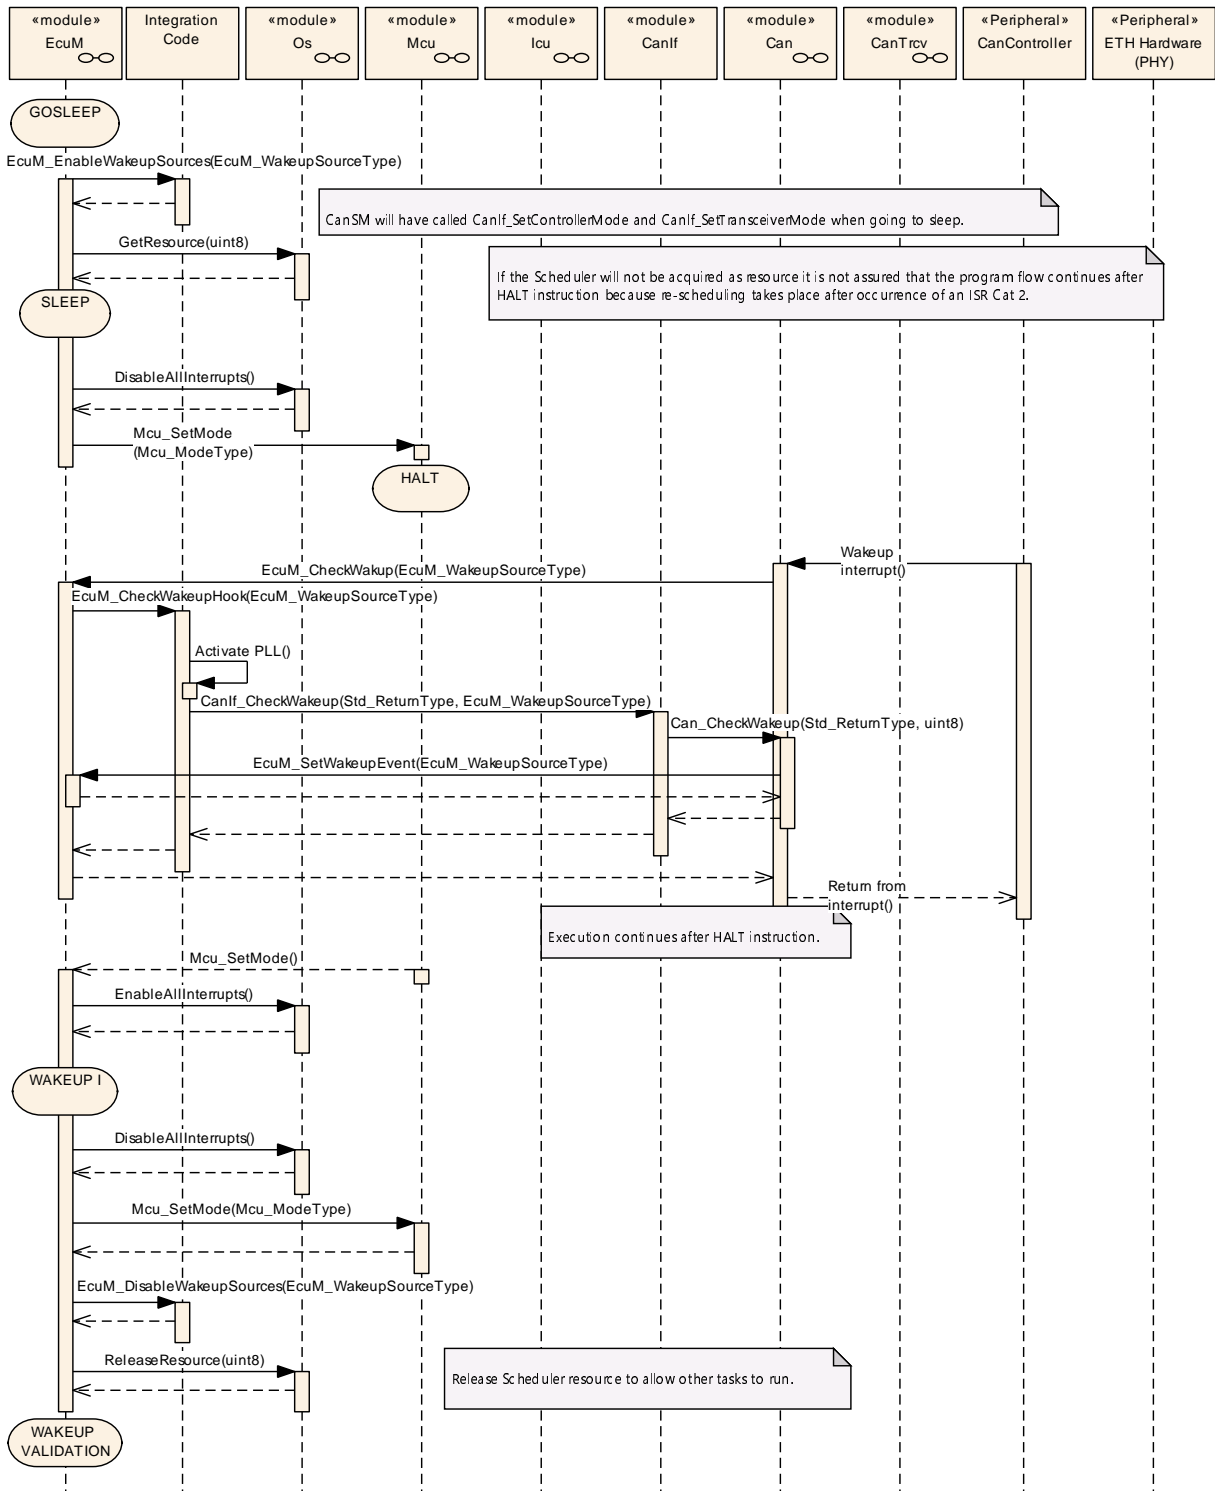 «module»
EcuM
Integration
Code
«module»
Os
«module»
Mcu
«module»
Icu
«module»
CanIf
«module»
Can
«module»
CanTrcv
«Peripheral»
CanController
«Peripheral»
ETH Hardware
(PHY)
GOSLEEP
EcuM_EnableWakeupSources(EcuM_WakeupSourceType)
CanSM will have called CanIf_SetControllerMode and CanIf_SetTransceiverMode when going to sleep.
GetResource(uint8)
If the Scheduler will not be acquired as resource it is not assured that the program flow continues after
HALT instruction because re-scheduling takes place after occurrence of an ISR Cat 2.
SLEEP
DisableAllInterrupts()
Mcu_SetMode
(Mcu_ModeType)
HALT
Wakeup
interrupt()
EcuM_CheckWakup(EcuM_WakeupSourceType)
EcuM_CheckWakeupHook(EcuM_WakeupSourceType)
Activate PLL()
CanIf_CheckWakeup(Std_ReturnType, EcuM_WakeupSourceType)
Can_CheckWakeup(Std_ReturnType, uint8)
EcuM_SetWakeupEvent(EcuM_WakeupSourceType)
Return from
interrupt()
Execution continues after HALT instruction.
Mcu_SetMode()
EnableAllInterrupts()
WAKEUP I
DisableAllInterrupts()
Mcu_SetMode(Mcu_ModeType)
EcuM_DisableWakeupSources(EcuM_WakeupSourceType)
ReleaseResource(uint8)
Release Scheduler resource to allow other tasks to run.
WAKEUP
VALIDATION